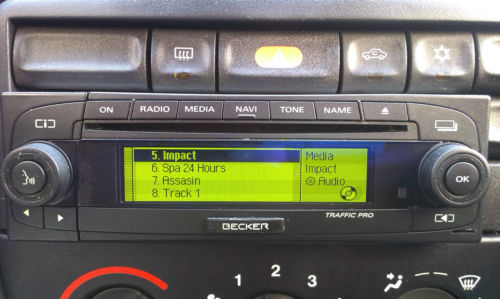 ON RADIO MEDIA NAVI TONE NAME
5. Impact
6. Spa 24 Hours
7. Assasin
8. Track 1
Media
Impact
Audio
OK
TRAFFIC PRO
BECKER
1 2 3